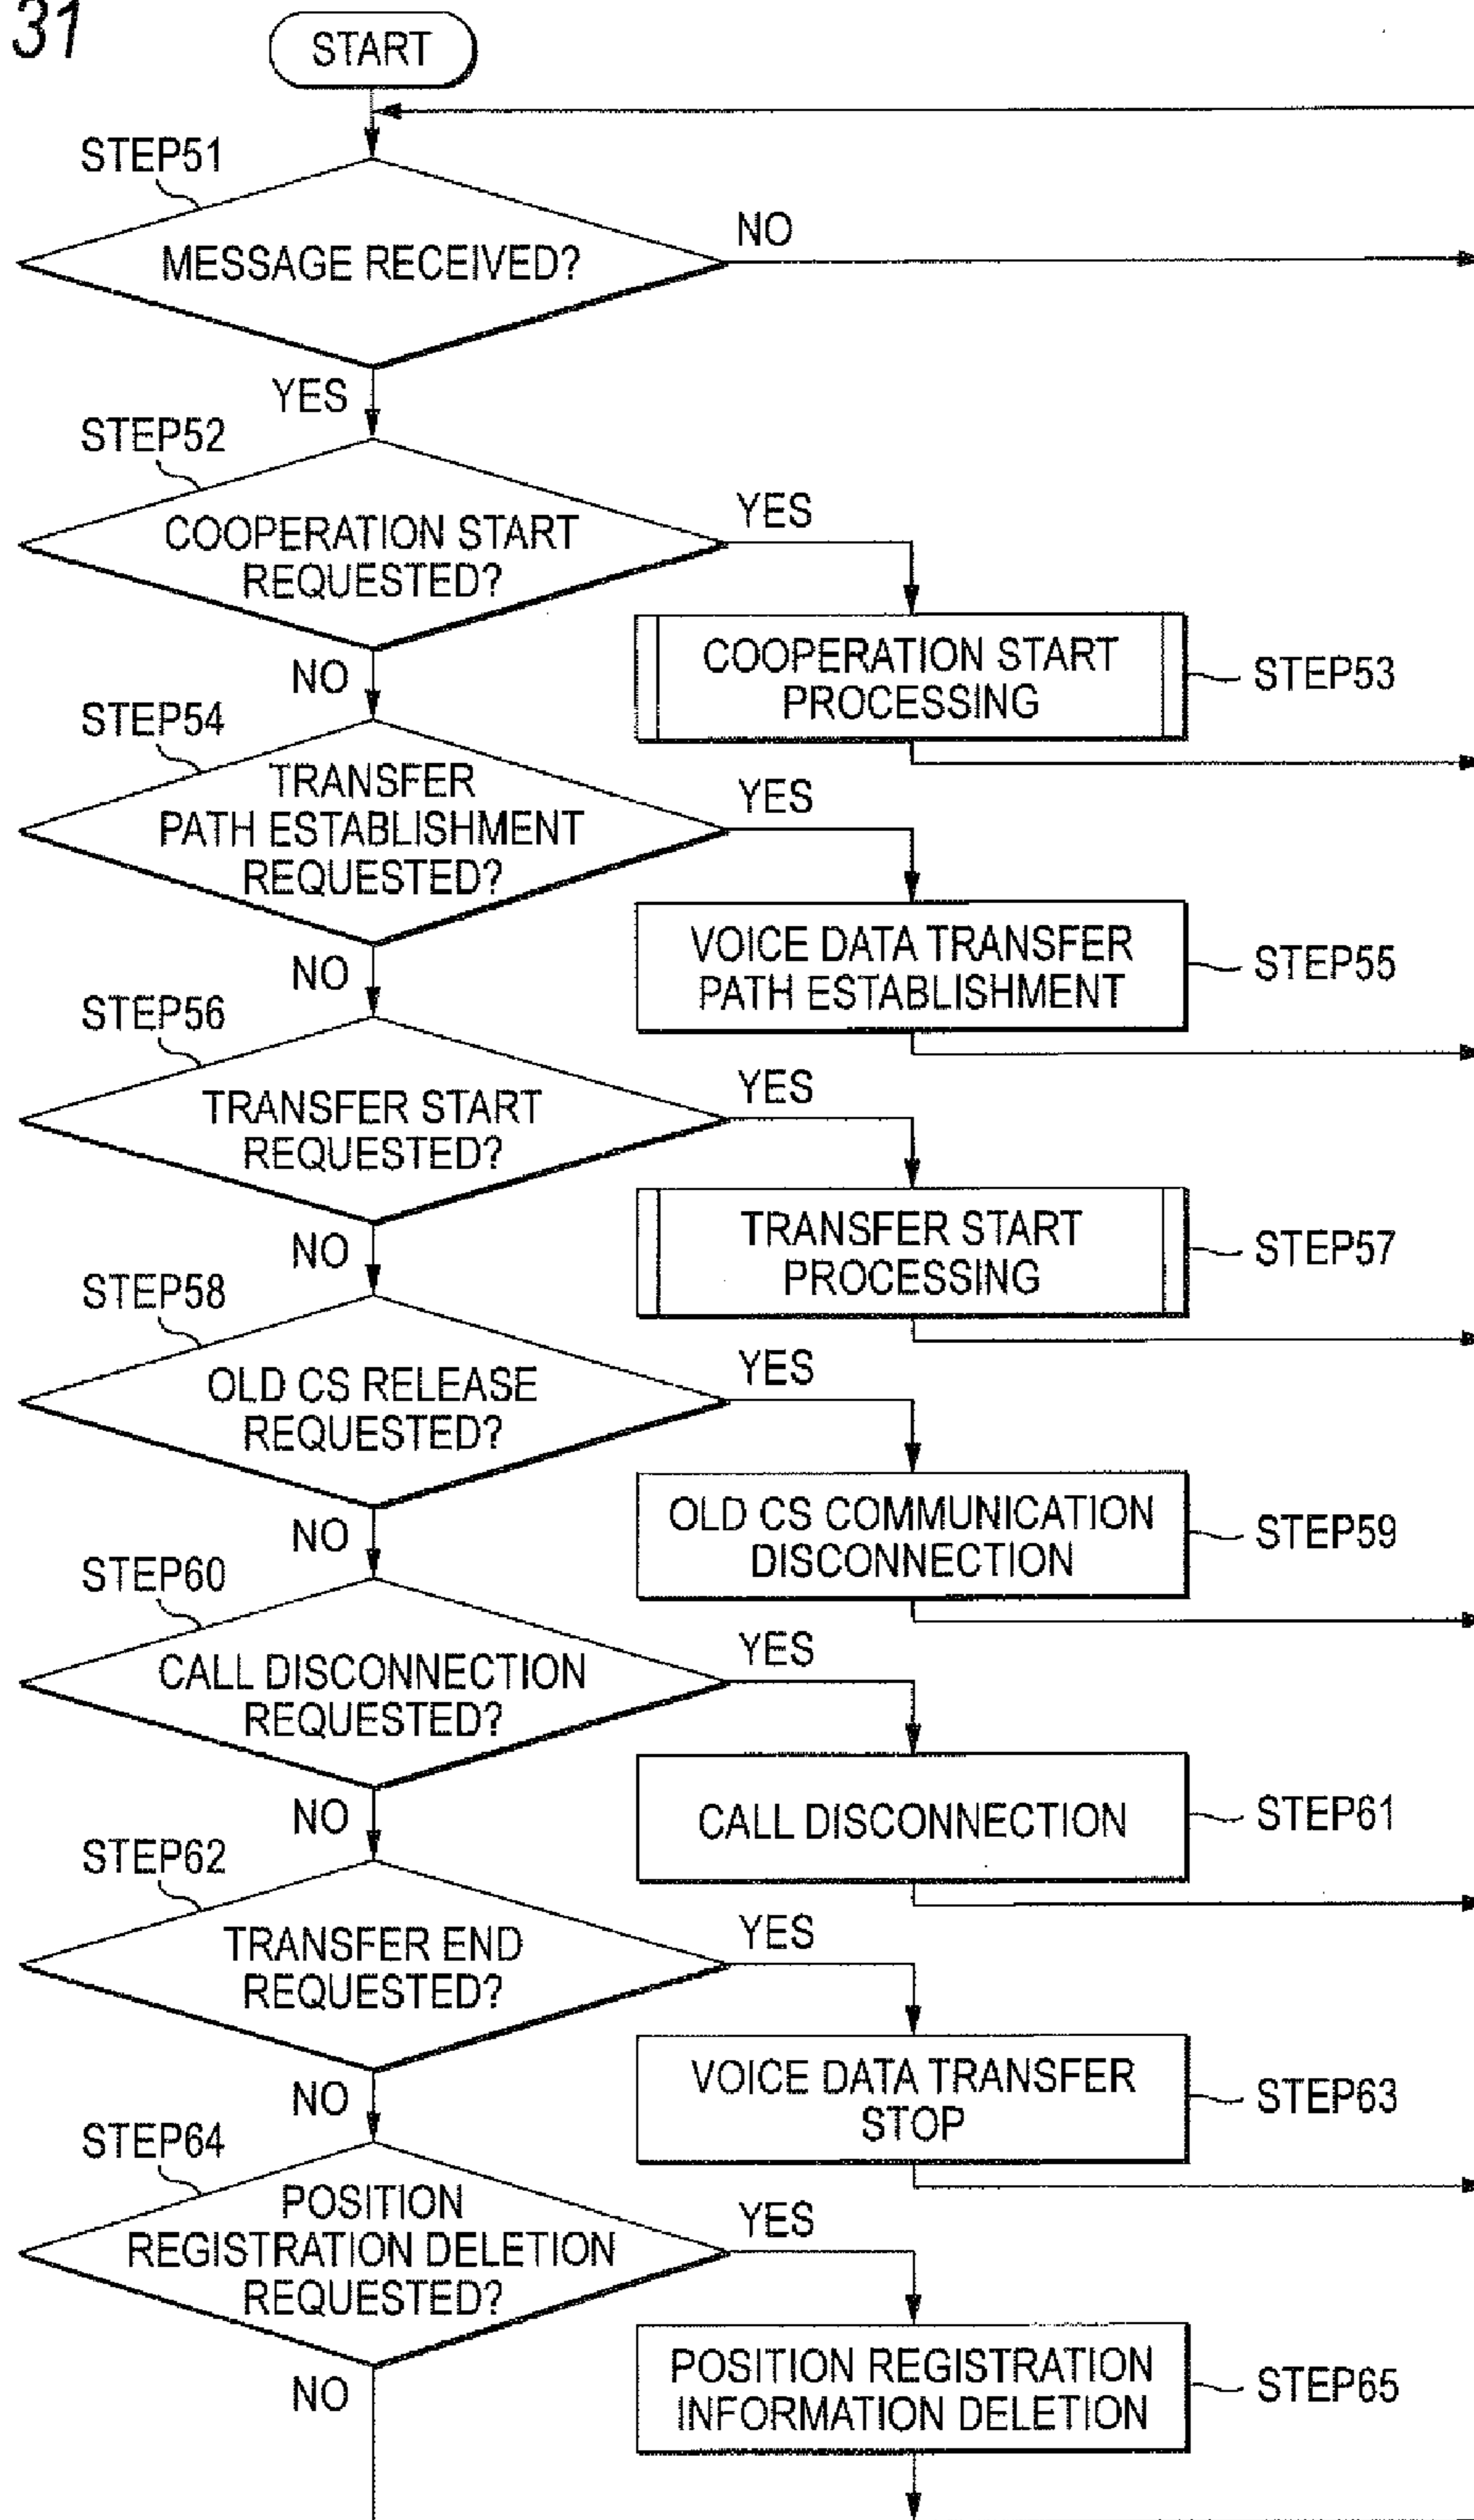 31
START
STEP51
MESSAGE RECEIVED?
NO
YES
STEP52
COOPERATION START
REQUESTED?
YES
COOPERATION START
PROCESSING
STEP53
NO
STEP54
TRANSFER
PATH ESTABLISHMENT
REQUESTED?
YES
VOICE DATA TRANSFER
PATH ESTABLISHMENT
STEP55
NO
STEP56
TRANSFER START
REQUESTED?
YES
TRANSFER START
PROCESSING
STEP57
NO
STEP58
OLD CS RELEASE
REQUESTED?
YES
OLD CS COMMUNICATION
DISCONNECTION
STEP59
NO
STEP60
CALL DISCONNECTION
REQUESTED?
YES
CALL DISCONNECTION
STEP61
NO
STEP62
TRANSFER END
REQUESTED?
YES
VOICE DATA TRANSFER
STOP
STEP63
NO
STEP64
POSITION
REGISTRATION DELETION
REQUESTED?
YES
POSITION REGISTRATION
INFORMATION DELETION
STEP65
NO